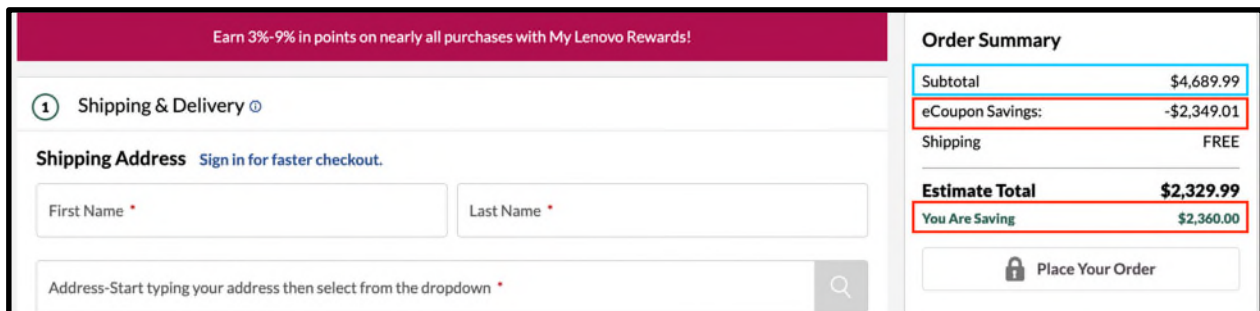 Earn 3%-9% in points on nearly all purchases with My Lenovo Rewards!
1 Shipping & Delivery
Shipping Address Sign in for faster checkout.
First Name *
Last Name *
Address-Start typing your address then select from the dropdown *
Order Summary
Subtotal $4,689.99
eCoupon Savings: -$2,349.01
Shipping FREE
Estimate Total $2,329.99
You Are Saving $2,360.00
Place Your Order